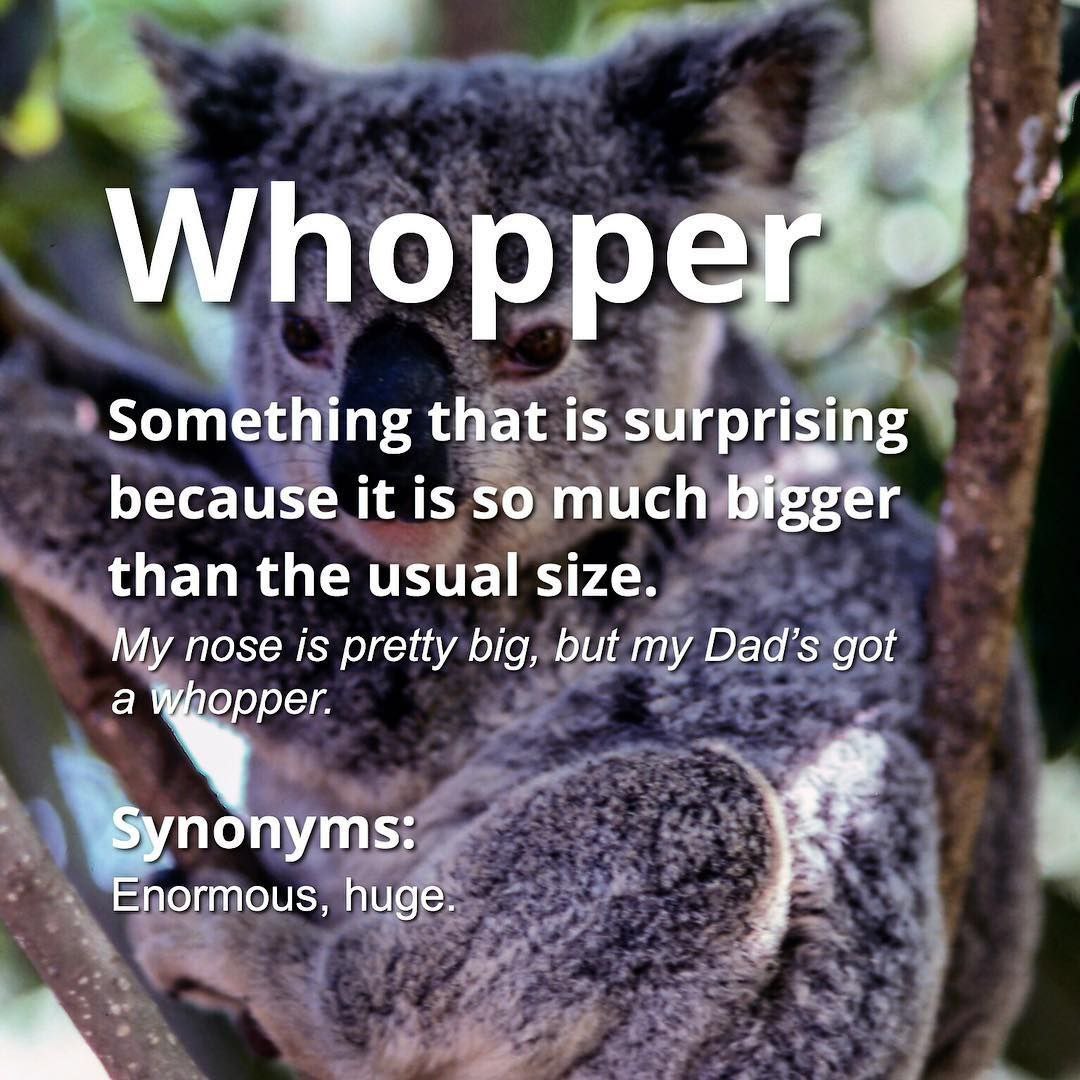 Whopper
Something that is surprising
because it is so much bigger
than the usual size.
My nose is pretty big, but my Dad’s got
a whopper.
Synonyms:
Enormous, huge.